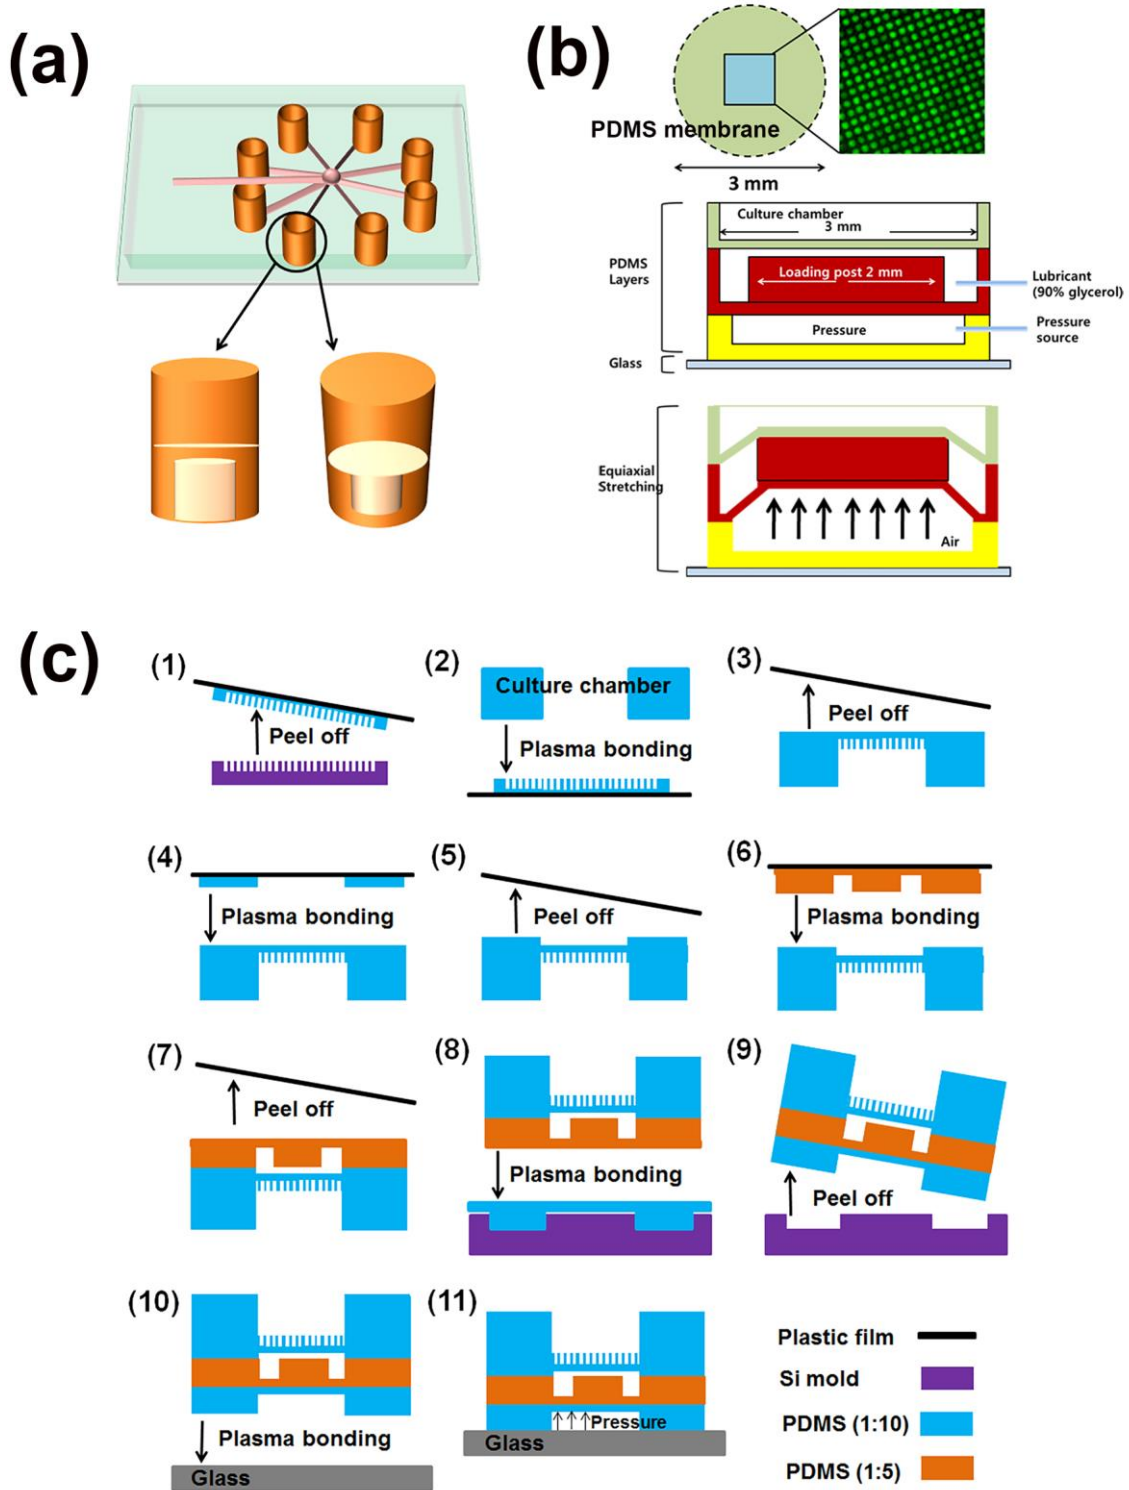 (a)
(b)
PDMS membrane
3 mm
Culture chamber
3 mm
PDMS
Layers
Loading post 2 mm
Lubricant
(90% glycerol)
Pressure
Pressure
source
Glass
Equiaxial
Stretching
Air
(c)
(1)
Peel off
(2)
Culture chamber
Plasma bonding
(3)
Peel off
(4)
Plasma bonding
(5)
Peel off
(6)
Plasma bonding
(7)
Peel off
(8)
Plasma bonding
(9)
Peel off
(10)
Plasma bonding
Glass
(11)
Pressure
Glass
Plastic film
Si mold
PDMS (1:10)
PDMS (1:5)